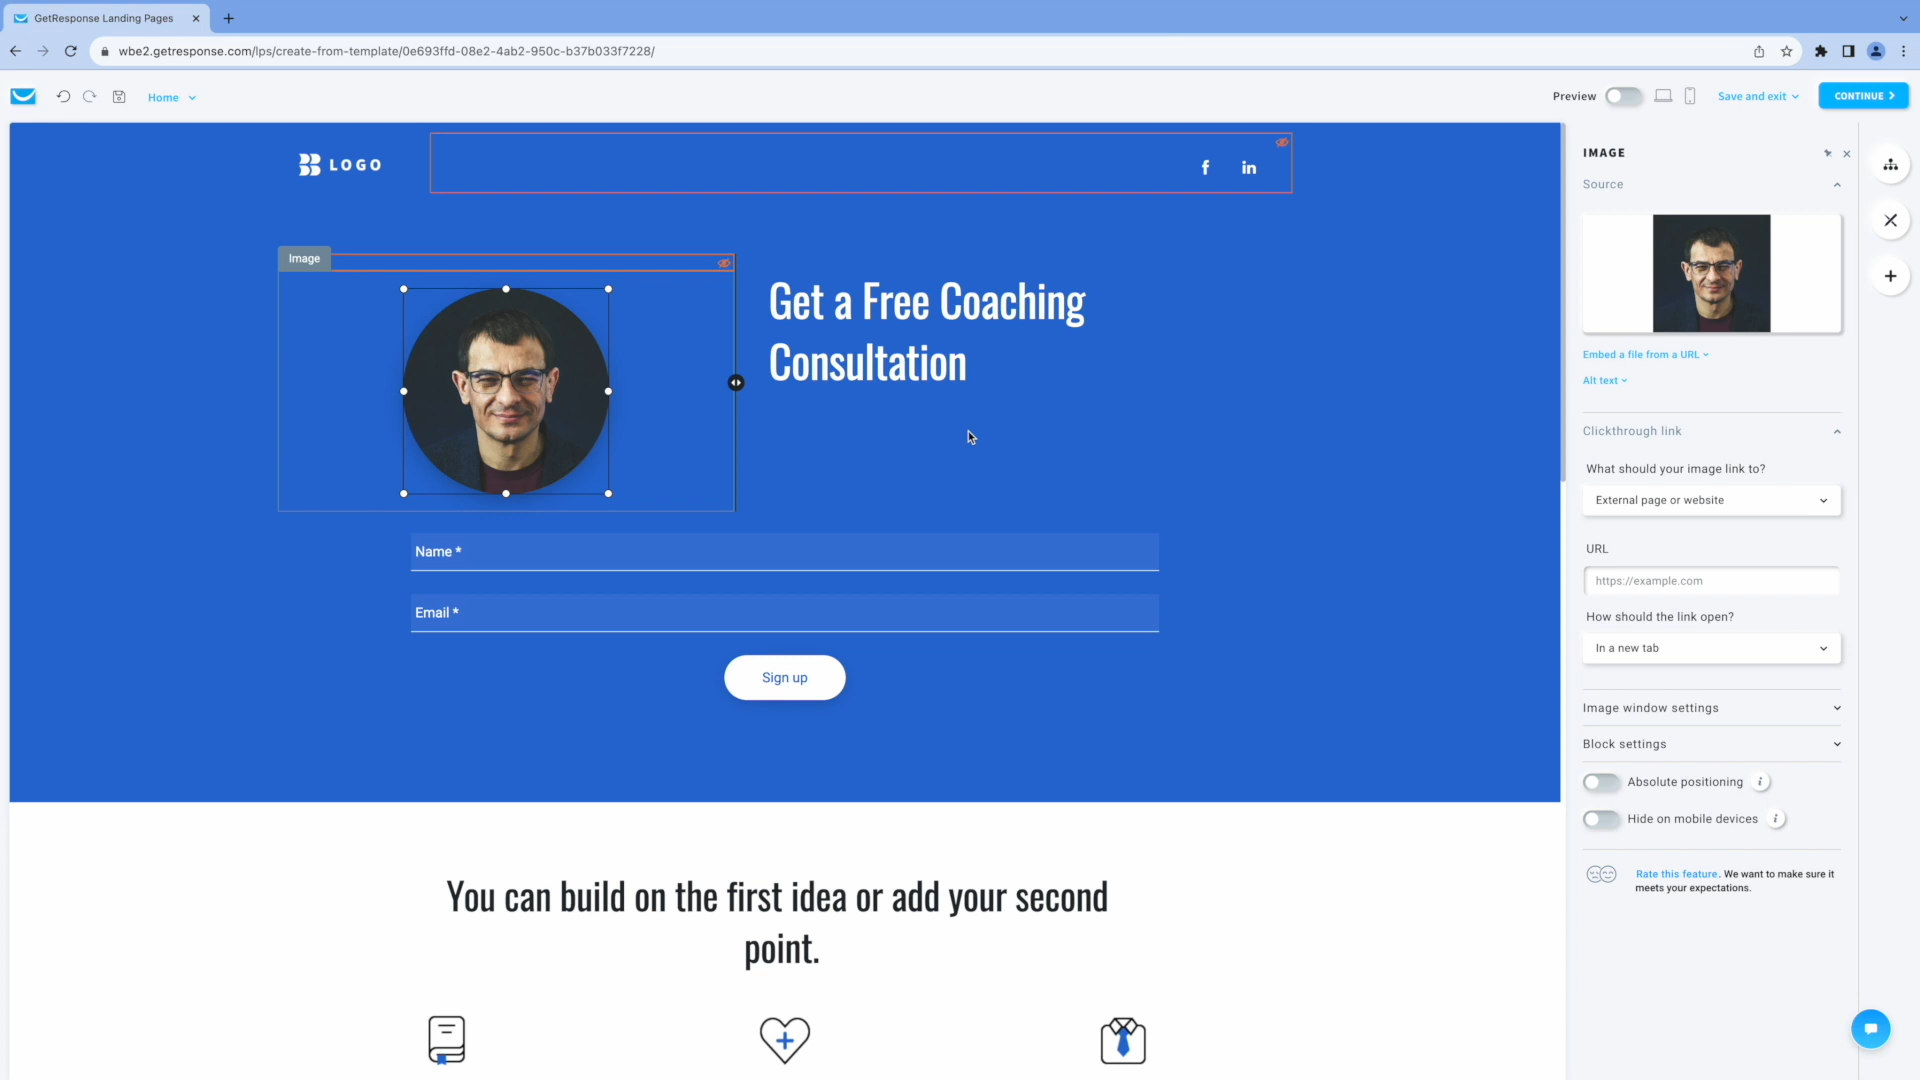 GetResponse Landing Pages
wbe2.getresponse.com/lps/create-from-template/0e693ffd-08e2-4ab2-950c-b37b033f7228/
Home
Preview
Save and exit
CONTINUE
LOGO
f
in
Image
Get a Free Coaching
Consultation
Name *
Email *
Sign up
You can build on the first idea or add your second
point.
IMAGE
Source
Embed a file from a URL
Alt text
Clickthrough link
What should your image link to?
External page or website
URL
https://example.com
How should the link open?
In a new tab
Image window settings
Block settings
Absolute positioning
i
Hide on mobile devices
i
Rate this feature. We want to make sure it
meets your expectations.